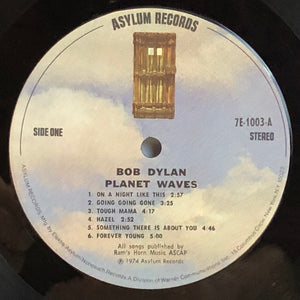 ASYLUM RECORDS
7E-1003-A
SIDE ONE
STEREO
BOB DYLAN
PLANET WAVES
1. ON A NIGHT LIKE THIS 2:57
2. GOING GOING GONE 3:25
3. TOUGH MAMA 4:17
4. HAZEL 2:52
5. SOMETHING THERE IS ABOUT YOU 4:46
6. FOREVER YOUNG 5:00
All songs published by
Ram's Horn Music ASCAP
Ⓟ 1974 Asylum Records